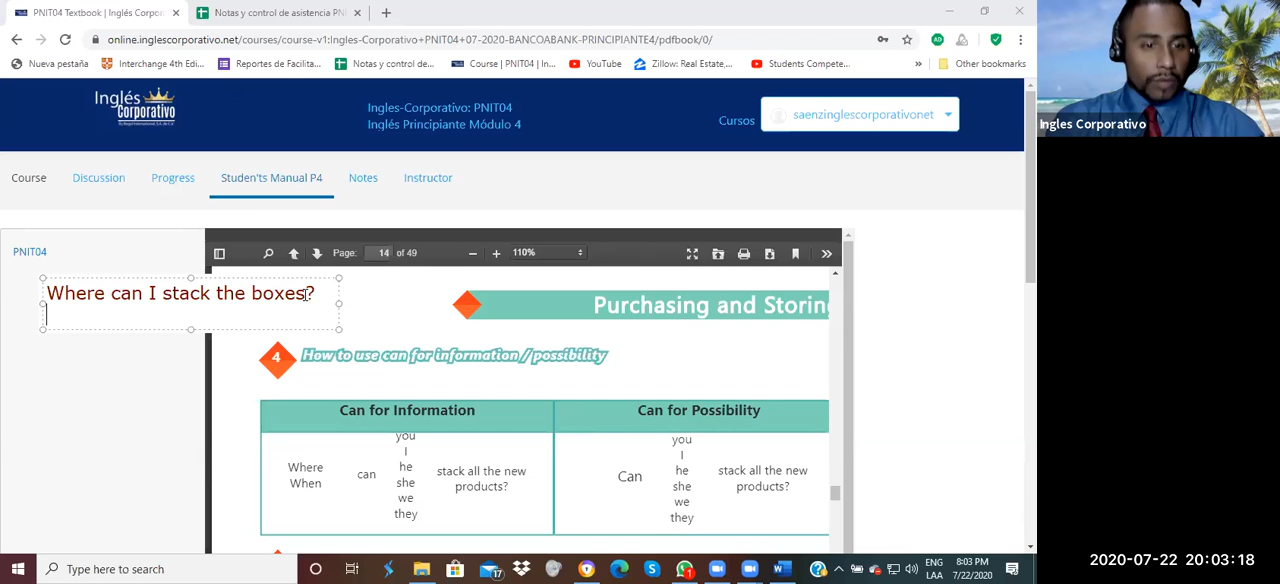 PNIT04 Textbook | Inglés Corpor
Notas y control de asistencia PNI
online.inglescorporativo.net/courses/course-v1:Ingles-Corporativo+PNIT04+07-2020-BANCOABANK-PRINCIPIANTE4/pdfbook/0/
Nueva pestaña
Interchange 4th Edi...
Reportes de Facilita...
Notas y control de...
Course | PNIT04 | In...
YouTube
Zillow: Real Estate,...
Students Compete...
»
Other bookmarks
Inglés
Corporativo
Ingles-Corporativo: PNIT04
Inglés Principiante Módulo 4
Cursos
saenzinglescorporativonet
Ingles Corporativo
Course
Discussion
Progress
Studen'ts Manual P4
Notes
Instructor
PNIT04
Page: 14 of 49
110%
Where can I stack the boxes?
Purchasing and Storin
4
How to use can for information / possibility
Can for Information
Can for Possibility
Where
When
can
you
I
he
she
we
they
stack all the new
products?
Can
you
I
he
she
we
they
stack all the new
products?
Type here to search
17
1
ENG
LAA
8:03 PM
7/22/2020
2020-07-22 20:03:18